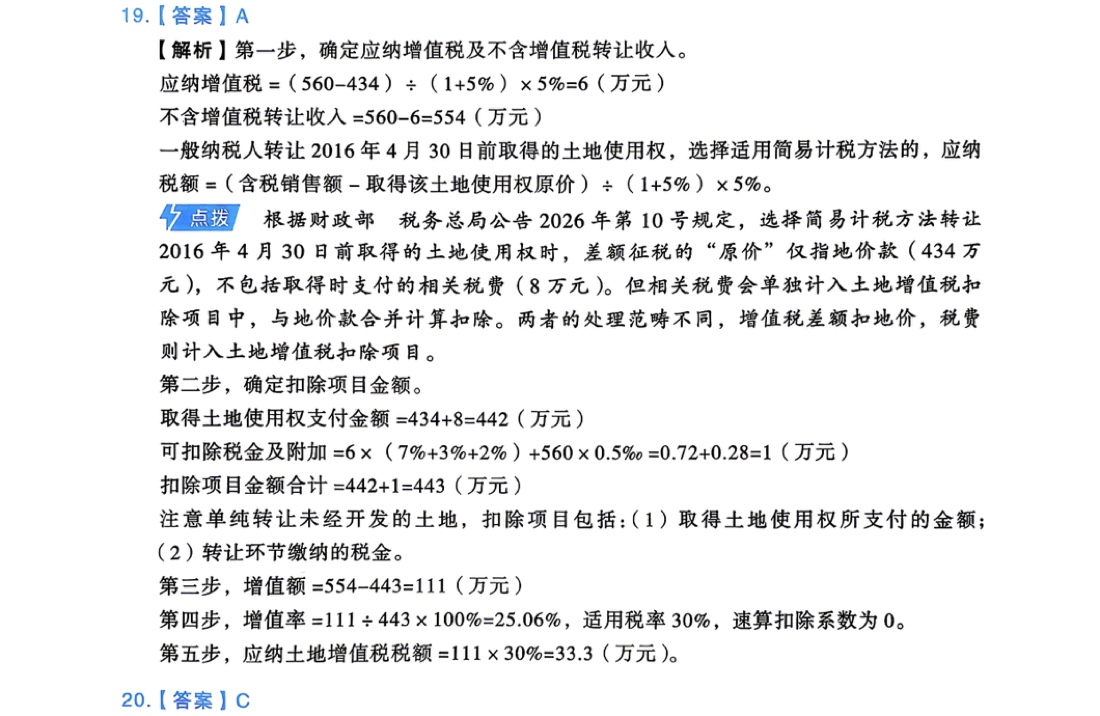 19.【答案】A
【解析】第一步，确定应纳增值税及不含增值税转让收入。
应纳增值税 =（560-434）÷（1+5%）×5%=6（万元）
不含增值税转让收入 =560-6=554（万元）
一般纳税人转让 2016 年 4 月 30 日前取得的土地使用权，选择适用简易计税方法的，应纳
税额 =（含税销售额 - 取得该土地使用权原价）÷（1+5%）×5%。
点拨 根据财政部 税务总局公告 2026 年第 10 号规定，选择简易计税方法转让
2016 年 4 月 30 日前取得的土地使用权时，差额征税的“原价”仅指地价款（434 万
元），不包括取得时支付的相关税费（8 万元）。但相关税费会单独计入土地增值税扣
除项目中，与地价款合并计算扣除。两者的处理范畴不同，增值税差额扣地价，税费
则计入土地增值税扣除项目。
第二步，确定扣除项目金额。
取得土地使用权支付金额 =434+8=442（万元）
可扣除税金及附加 =6×（7%+3%+2%）+560×0.5‰=0.72+0.28=1（万元）
扣除项目金额合计 =442+1=443（万元）
注意单纯转让未经开发的土地，扣除项目包括：（1）取得土地使用权所支付的金额；
（2）转让环节缴纳的税金。
第三步，增值额 =554-443=111（万元）
第四步，增值率 =111÷443×100%=25.06%，适用税率 30%，速算扣除系数为 0。
第五步，应纳土地增值税税额 =111×30%=33.3（万元）。
20.【答案】C